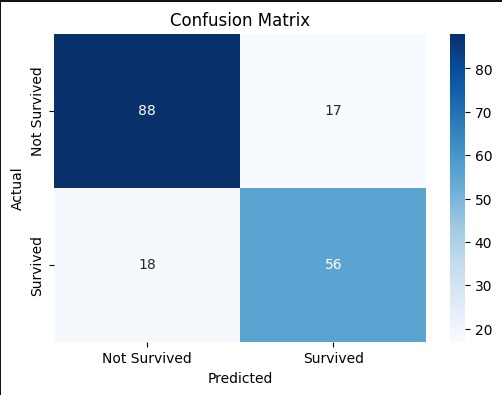 Confusion Matrix
Actual
Not Survived
88
17
Survived
18
56
Not Survived
Survived
Predicted
80
70
60
50
40
30
20